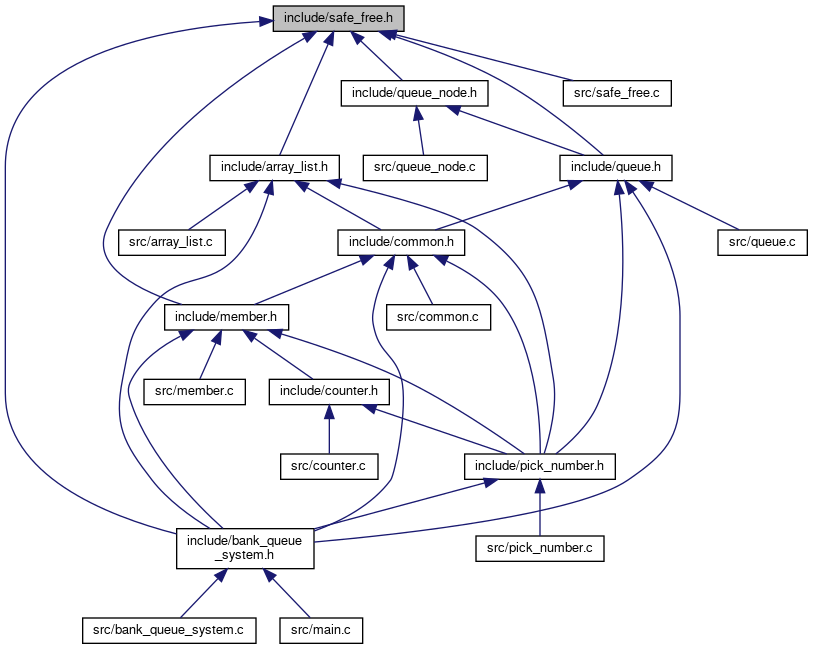 include/safe_free.h
include/queue_node.h
src/safe_free.c
include/array_list.h
src/queue_node.c
include/queue.h
src/array_list.c
include/common.h
src/queue.c
include/member.h
src/common.c
src/member.c
include/counter.h
src/counter.c
include/pick_number.h
include/bank_queue
_system.h
src/pick_number.c
src/bank_queue_system.c
src/main.c